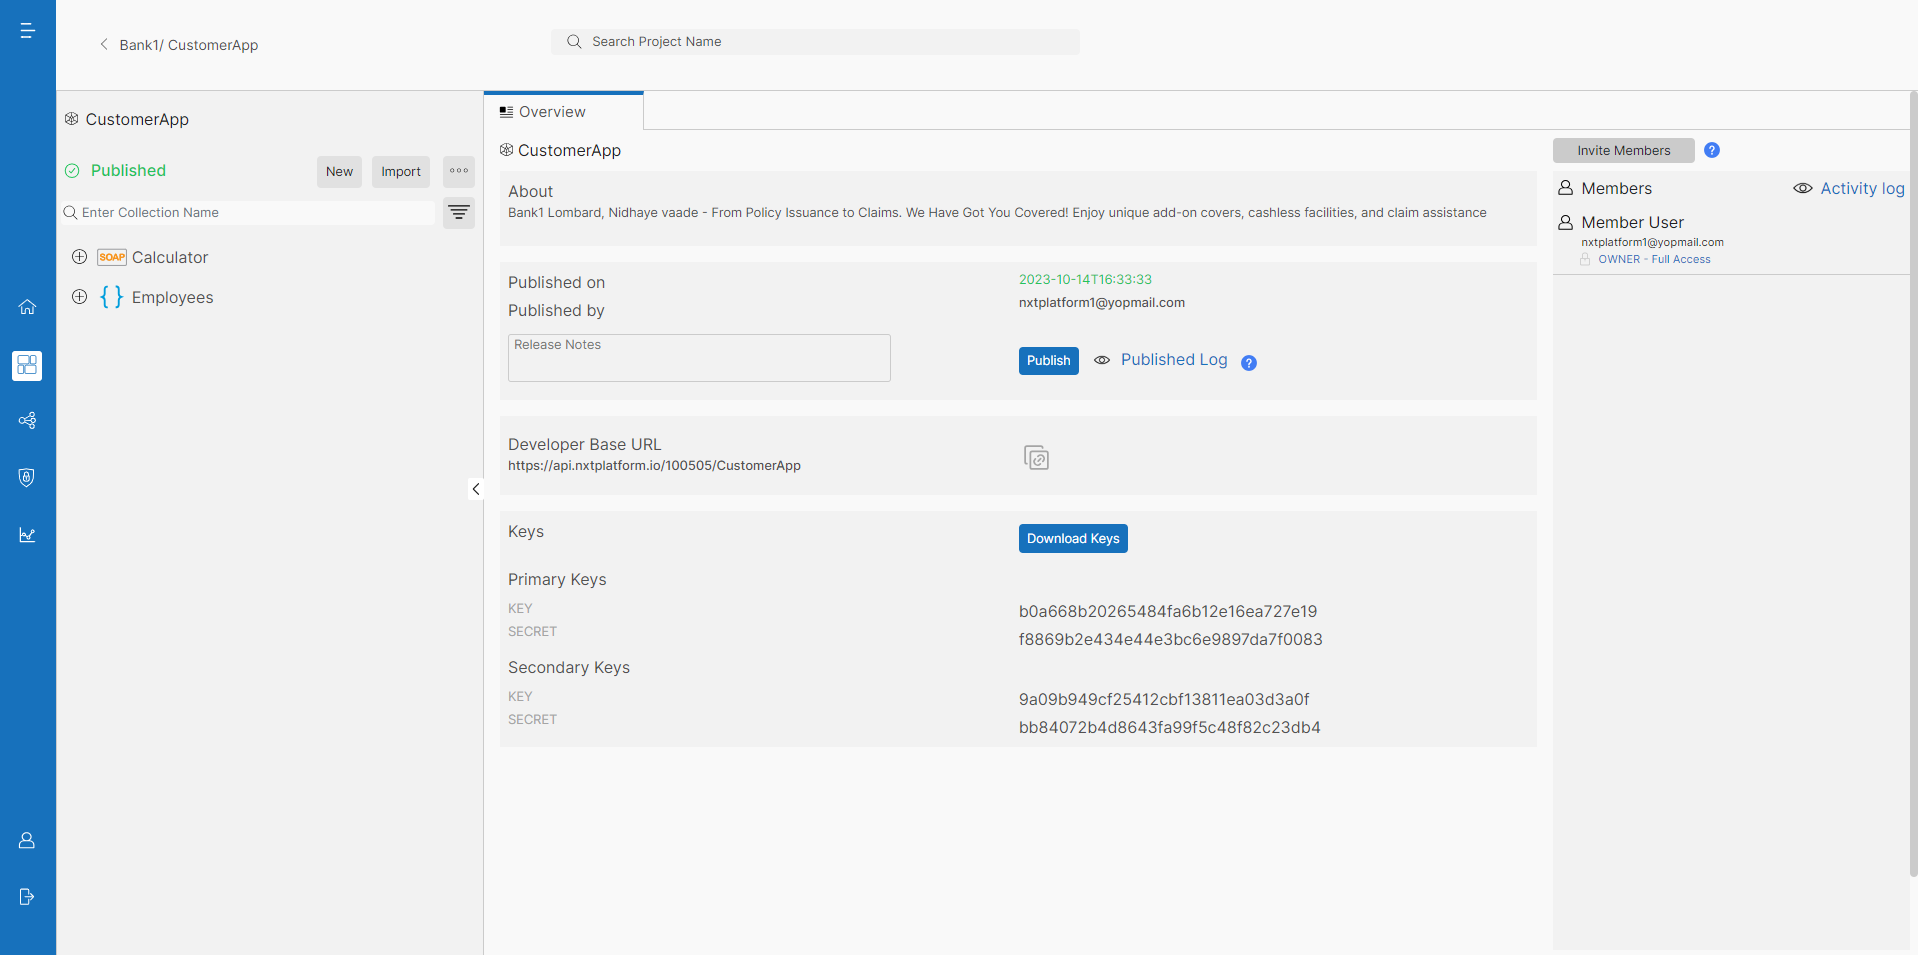 Bank1/ CustomerApp
Search Project Name
CustomerApp
Published
New
Import
Enter Collection Name
SOAP Calculator
{ } Employees
Overview
CustomerApp
About
Bank1 Lombard, Nidhaye vaade - From Policy Issuance to Claims. We Have Got You Covered! Enjoy unique add-on covers, cashless facilities, and claim assistance
Published on
2023-10-14T16:33:33
Published by
nxtplatform1@yopmail.com
Release Notes
Publish
Published Log
?
Developer Base URL
https://api.nxtplatform.io/100505/CustomerApp
Keys
Download Keys
Primary Keys
KEY
b0a668b20265484fa6b12e16ea727e19
SECRET
f8869b2e434e44e3bc6e9897da7f0083
Secondary Keys
KEY
9a09b949cf25412cbf13811ea03d3a0f
SECRET
bb84072b4d8643fa99f5c48f82c23db4
Invite Members
?
Members
Activity log
Member User
nxtplatform1@yopmail.com
OWNER - Full Access